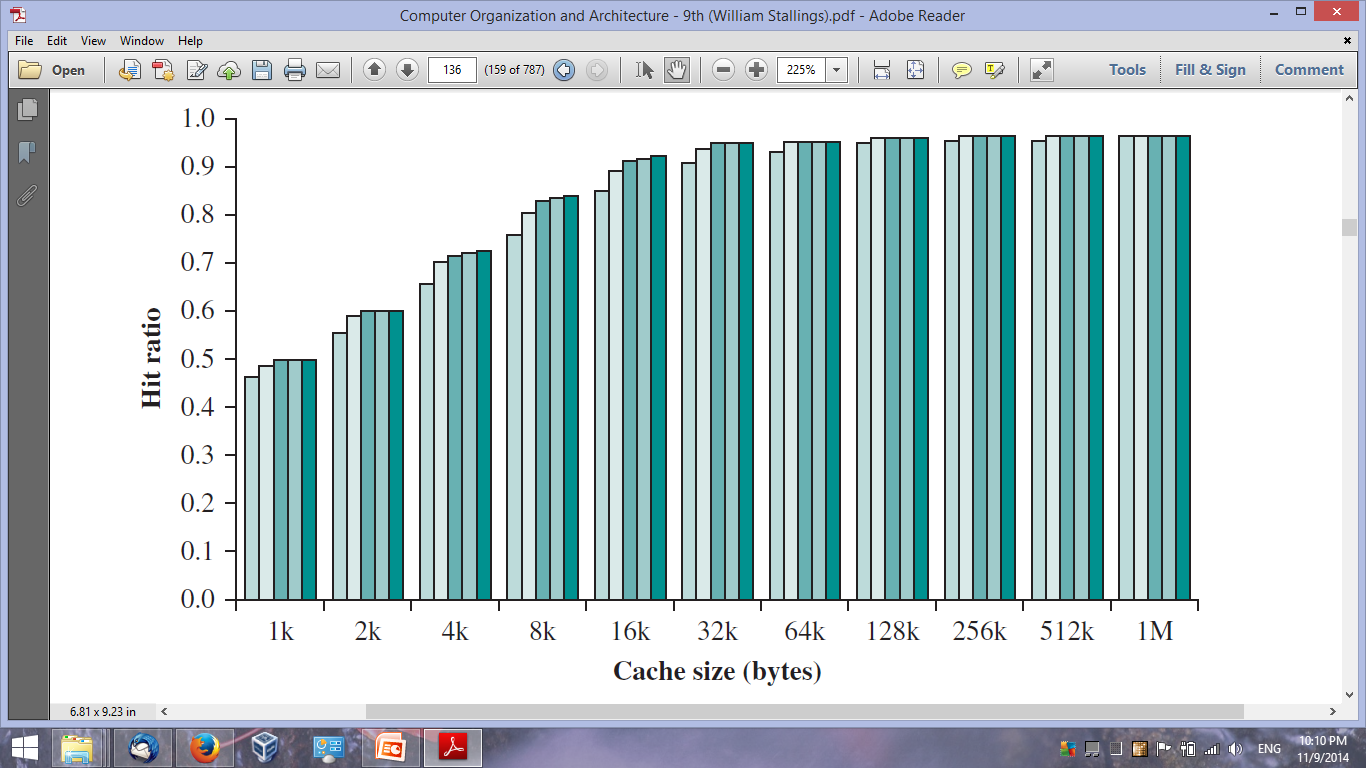 Computer Organization and Architecture - 9th (William Stallings).pdf - Adobe Reader
File Edit View Window Help
Open 136 (159 of 787) 225% Tools Fill & Sign Comment
1.0
0.9
0.8
0.7
0.6
0.5
0.4
0.3
0.2
0.1
0.0
Hit ratio
1k 2k 4k 8k 16k 32k 64k 128k 256k 512k 1M
Cache size (bytes)
6.81 x 9.23 in
ENG
10:10 PM
11/9/2014